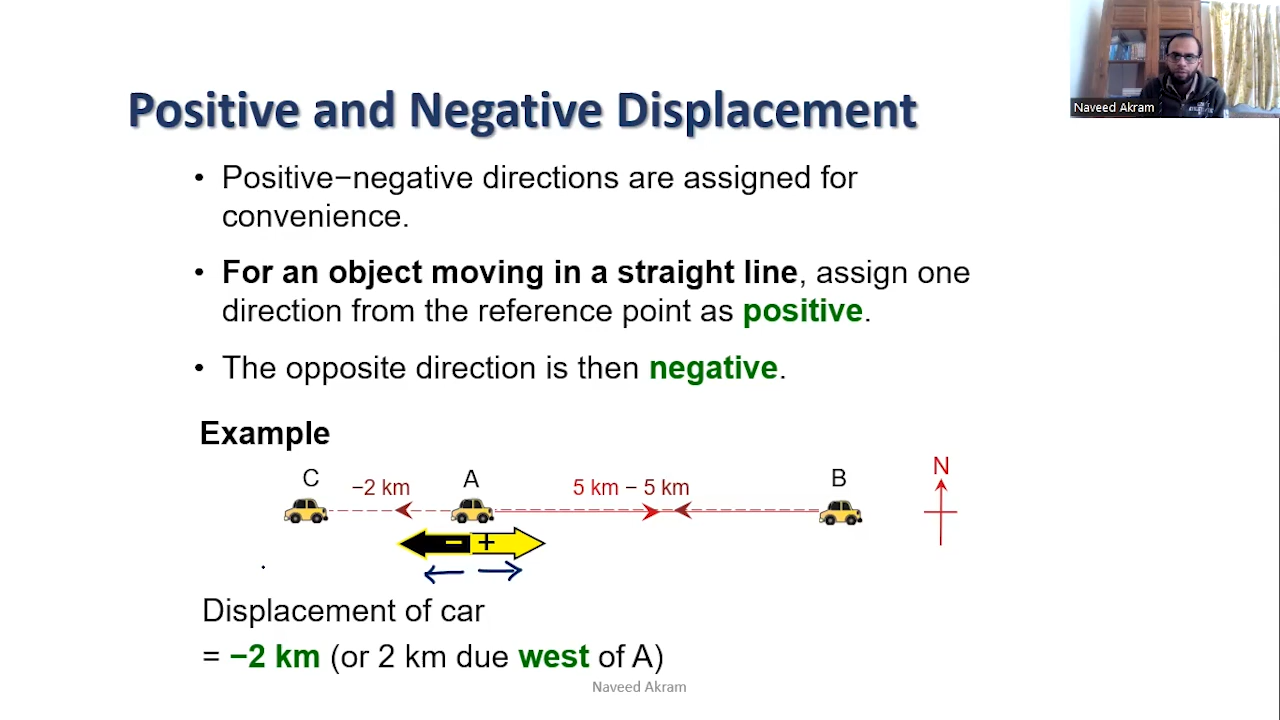 Naveed Akram
Positive and Negative Displacement
• Positive−negative directions are assigned for
convenience.
• For an object moving in a straight line, assign one
direction from the reference point as positive.
• The opposite direction is then negative.
Example
C −2 km A 5 km − 5 km B N
− +
Displacement of car
= −2 km (or 2 km due west of A)
Naveed Akram